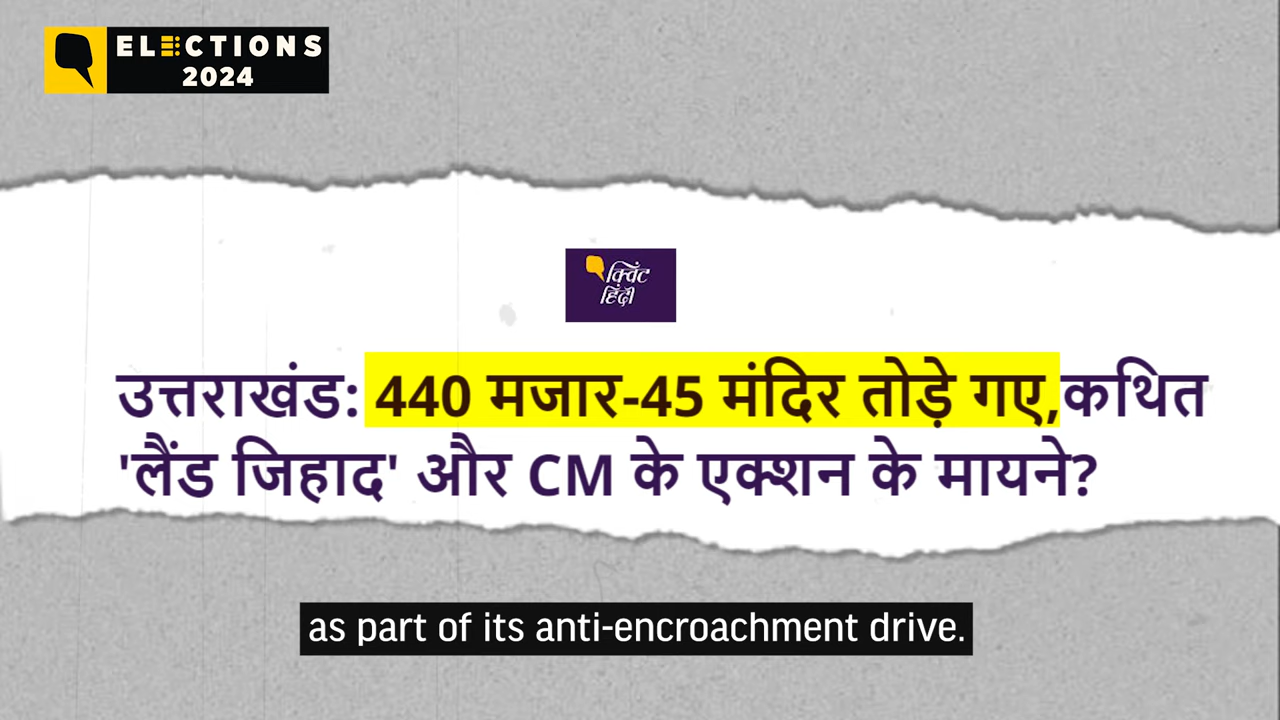 ELECTIONS
2024
क्विंट
हिंदी
उत्तराखंड: 440 मजार-45 मंदिर तोड़े गए,कथित
'लैंड जिहाद' और CM के एक्शन के मायने?
as part of its anti-encroachment drive.